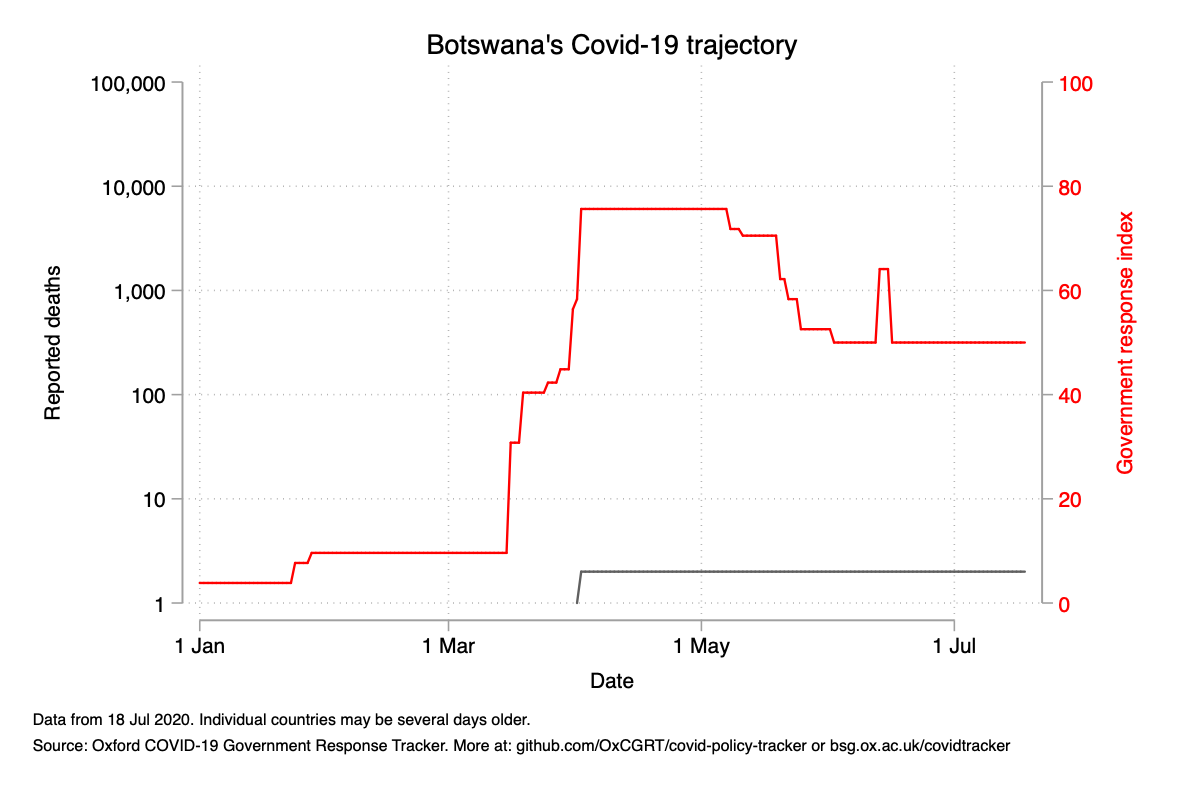 Botswana's Covid-19 trajectory
100,000
10,000
1,000
100
10
1
Reported deaths
100
80
60
40
20
0
Government response index
1 Jan
1 Mar
1 May
1 Jul
Date
Data from 18 Jul 2020. Individual countries may be several days older.
Source: Oxford COVID-19 Government Response Tracker. More at: github.com/OxCGRT/covid-policy-tracker or bsg.ox.ac.uk/covidtracker